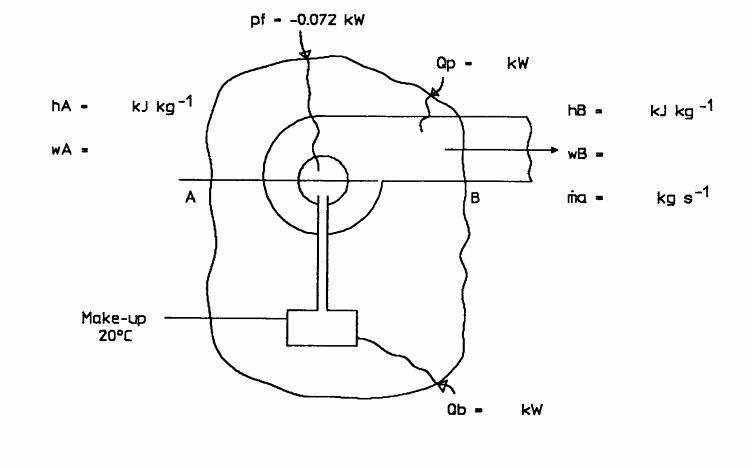 pf = -0.072 kW
Qp = kW
hA = kJ kg-1
hB = kJ kg-1
wA =
wB =
A
B
ṁa = kg s-1
Make-up
20°C
Qb = kW